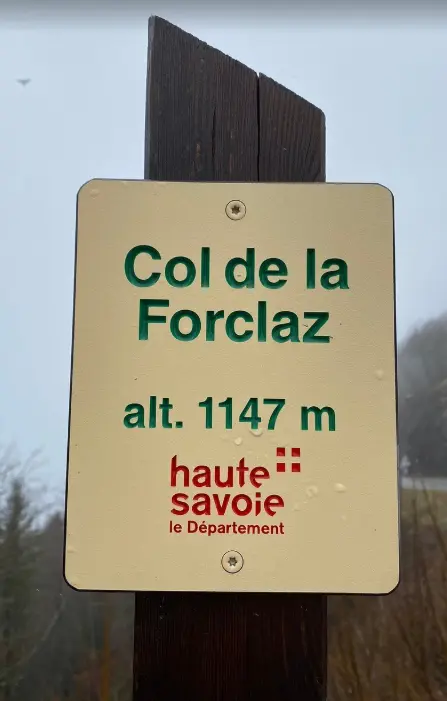 Col de la
Forclaz
alt. 1147 m
haute
savoie
le Département